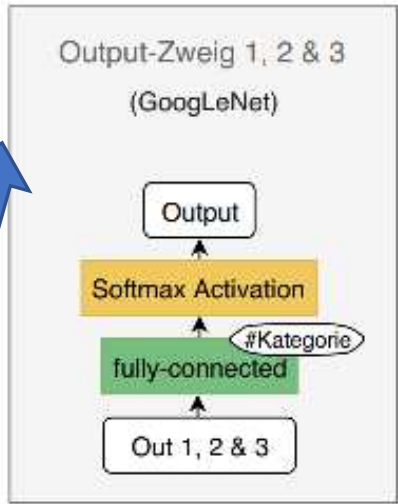 Output-Zweig 1, 2 & 3
(GoogLeNet)
Output
Softmax Activation
#Kategorie
fully-connected
Out 1, 2 & 3